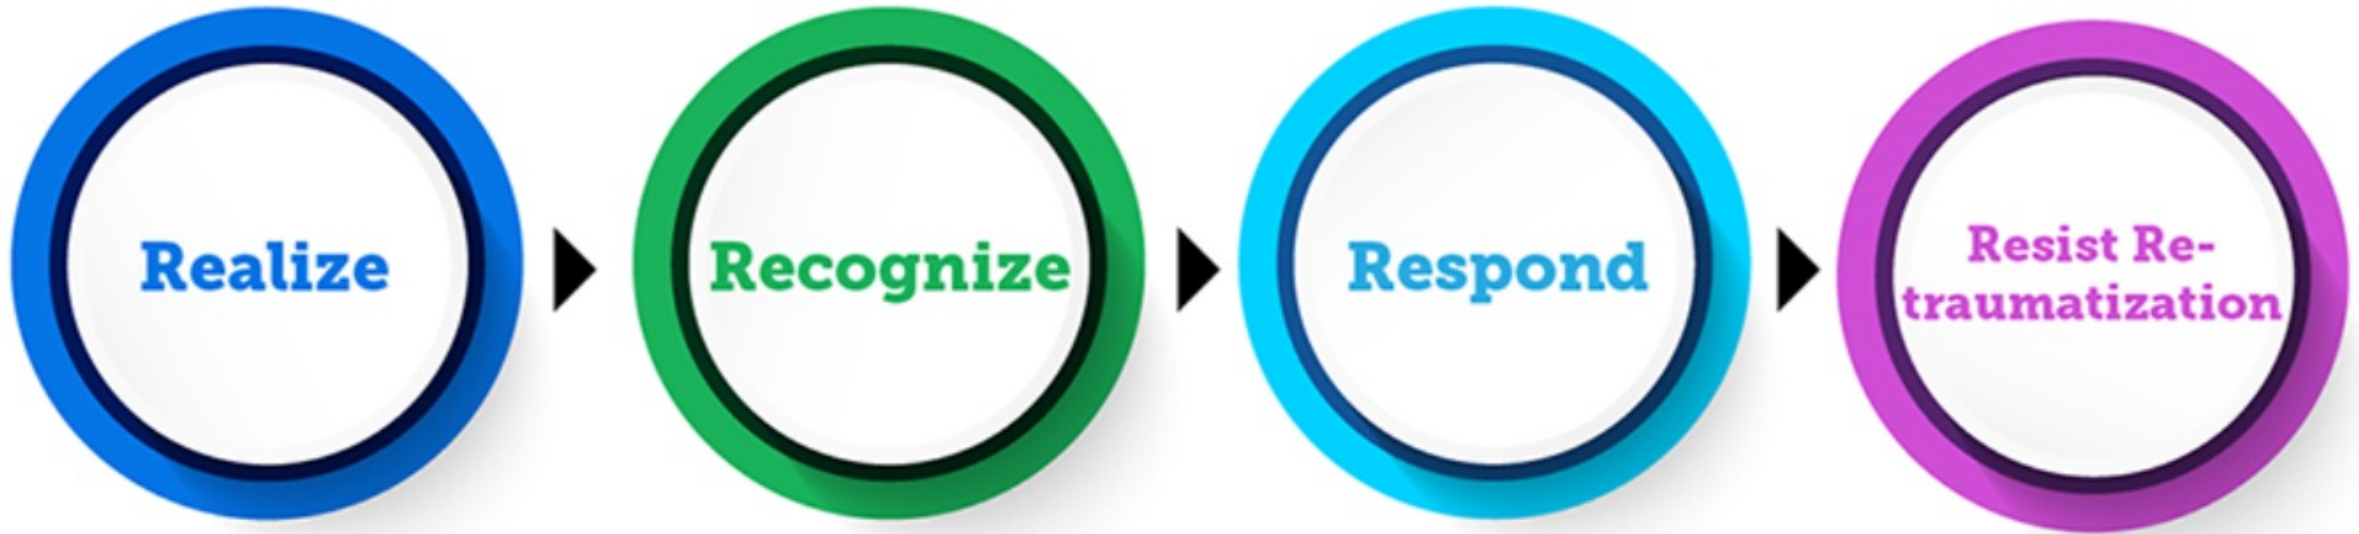 Realize
Recognize
Respond
Resist Re-
traumatization